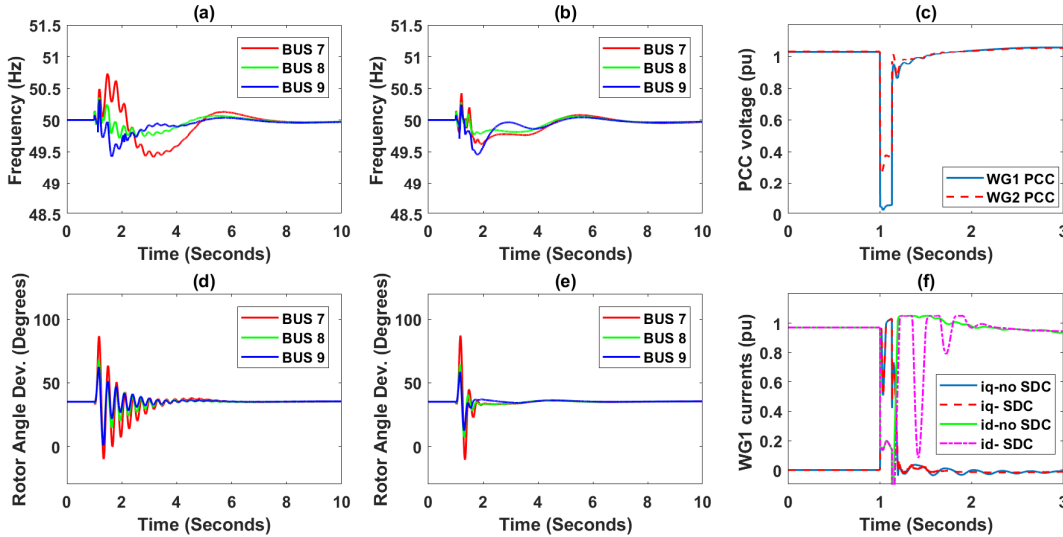 (a)
51.5
51
50.5
50
49.5
49
48.5
Frequency (Hz)
BUS 7
BUS 8
BUS 9
0 2 4 6 8 10
Time (Seconds)
(b)
51.5
51
50.5
50
49.5
49
48.5
Frequency (Hz)
BUS 7
BUS 8
BUS 9
0 2 4 6 8 10
Time (Seconds)
(c)
1
0.8
0.6
0.4
0.2
0
PCC voltage (pu)
WG1 PCC
WG2 PCC
0 1 2 3
Time (Seconds)
(d)
100
50
0
Rotor Angle Dev. (Degrees)
BUS 7
BUS 8
BUS 9
0 2 4 6 8 10
Time (Seconds)
(e)
100
50
0
Rotor Angle Dev. (Degrees)
BUS 7
BUS 8
BUS 9
0 2 4 6 8 10
Time (Seconds)
(f)
1
0.8
0.6
0.4
0.2
0
WG1 currents (pu)
iq-no SDC
iq- SDC
id-no SDC
id- SDC
0 1 2 3
Time (Seconds)